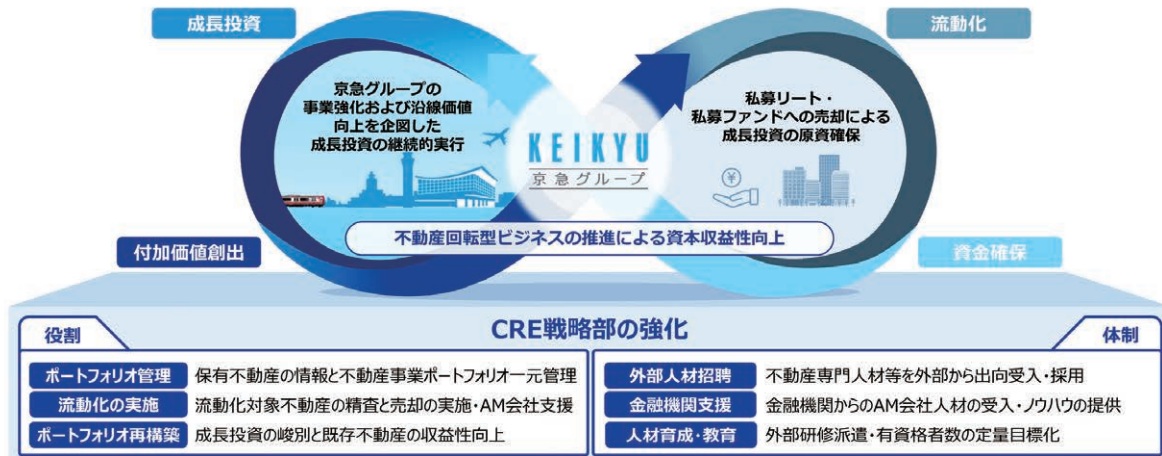 成長投資
流動化
京急グループの
事業強化および沿線価値
向上を企図した
成長投資の継続的実行
KEIKYU
京急グループ
私募リート・
私募ファンドへの売却による
成長投資の原資確保
¥
不動産回転型ビジネスの推進による資本収益性向上
付加価値創出
資金確保
CRE戦略部の強化
役割
ポートフォリオ管理 保有不動産の情報と不動産事業ポートフォリオ一元管理
流動化の実施 流動化対象不動産の精査と売却の実施・AM会社支援
ポートフォリオ再構築 成長投資の峻別と既存不動産の収益性向上
体制
外部人材招聘 不動産専門人材等を外部から出向受入・採用
金融機関支援 金融機関からのAM会社人材の受入・ノウハウの提供
人材育成・教育 外部研修派遣・有資格者数の定量目標化